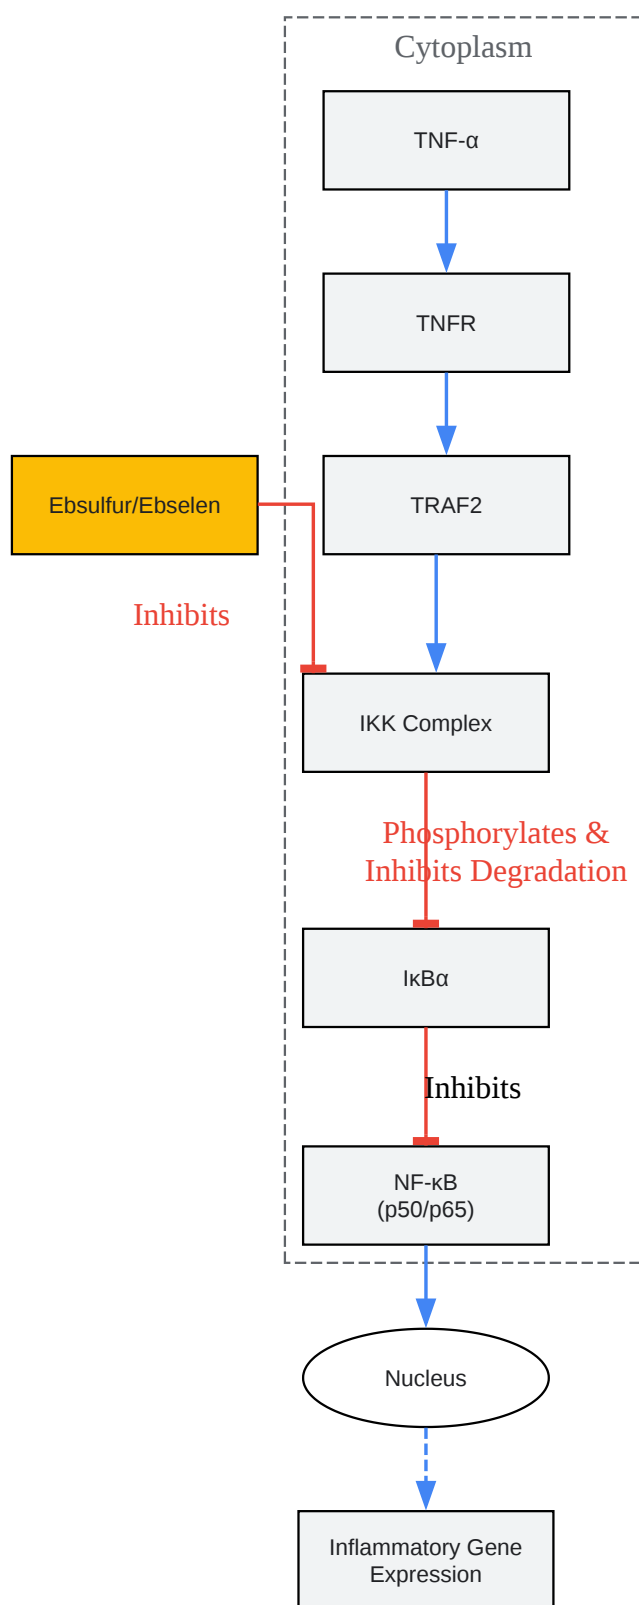 Cytoplasm
TNF-α
TNFR
Ebsulfur/Ebselen
TRAF2
Inhibits
IKK Complex
Phosphorylates &
Inhibits Degradation
IκBα
Inhibits
NF-κB
(p50/p65)
Nucleus
Inflammatory Gene
Expression